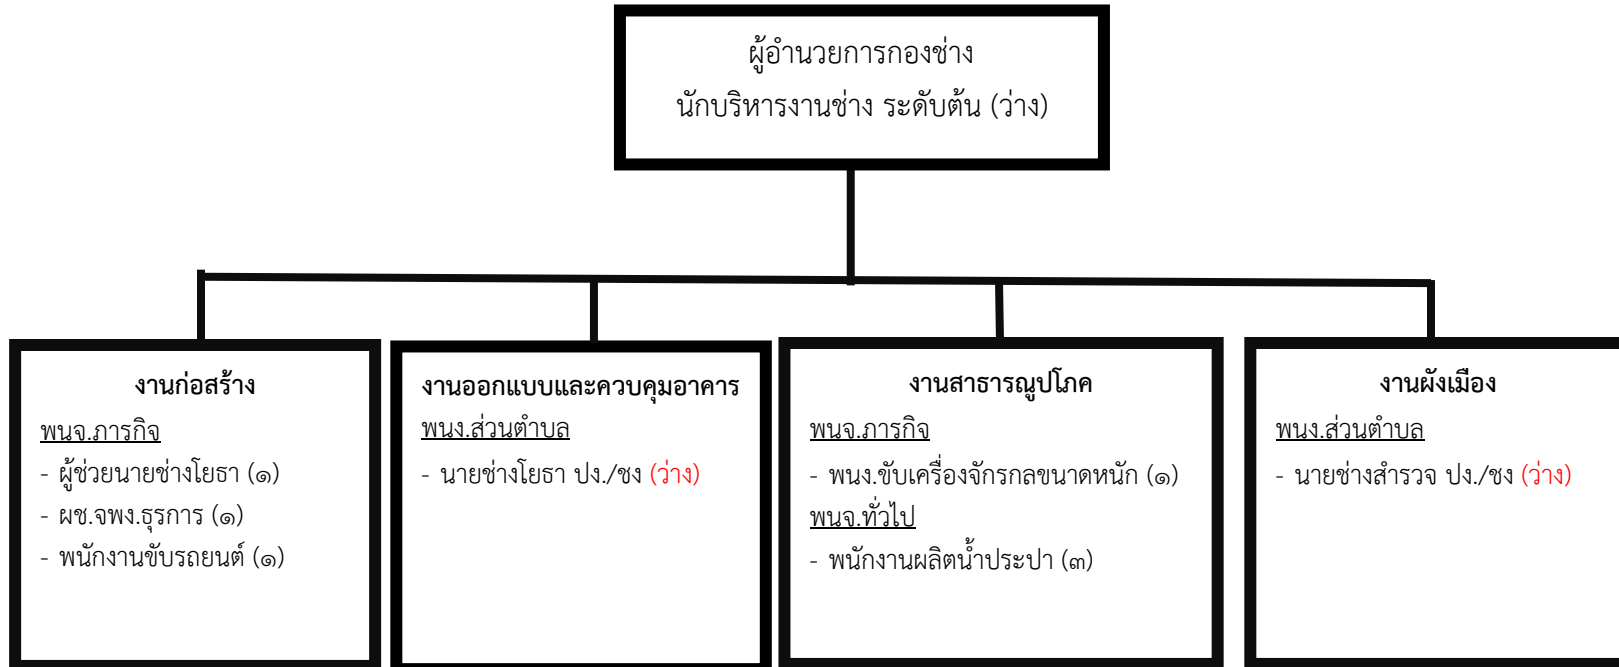 ผู้อำนวยการกองช่าง
นักบริหารงานช่าง ระดับต้น (ว่าง)
งานก่อสร้าง
พนจ.ภารกิจ
- ผู้ช่วยนายช่างโยธา (๑)
- ผช.จพง.ธุรการ (๑)
- พนักงานขับรถยนต์ (๑)
งานออกแบบและควบคุมอาคาร
พนง.ส่วนตำบล
- นายช่างโยธา ปง./ชง (ว่าง)
งานสาธารณูปโภค
พนจ.ภารกิจ
- พนง.ขับเครื่องจักรกลขนาดหนัก (๑)
พนจ.ทั่วไป
- พนักงานผลิตน้ำประปา (๓)
งานผังเมือง
พนง.ส่วนตำบล
- นายช่างสำรวจ ปง./ชง (ว่าง)